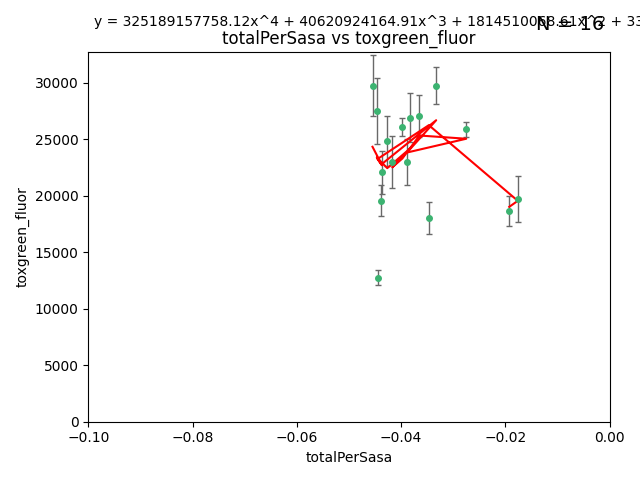 y = 325189157758.12x^4 + 40620924164.91x^3 + 1814510068.61x^2 + 33
N = 16
totalPerSasa vs toxgreen_fluor
toxgreen_fluor
30000
25000
20000
15000
10000
5000
0
−0.10
−0.08
−0.06
−0.04
−0.02
0.00
totalPerSasa